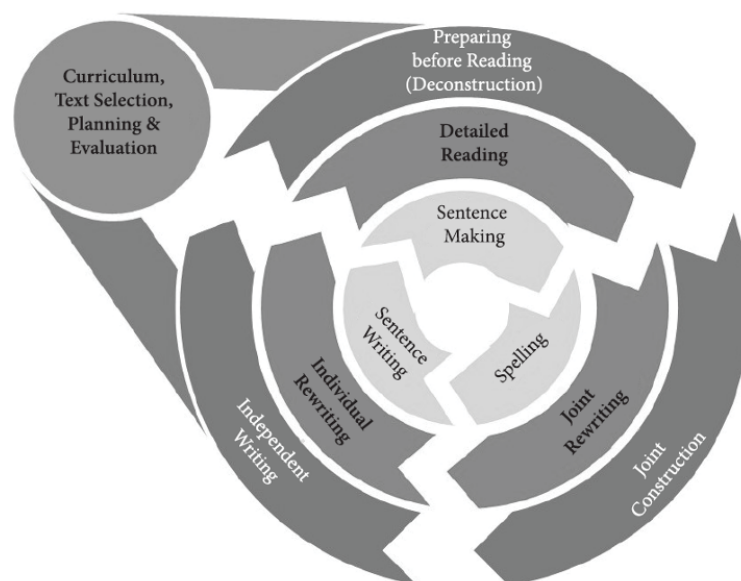 Curriculum,
Text Selection,
Planning &
Evaluation
Preparing
before Reading
(Deconstruction)
Detailed
Reading
Sentence
Making
Sentence
Writing
Spelling
Individual
Rewriting
Joint
Rewriting
Independent
Writing
Joint
Construction